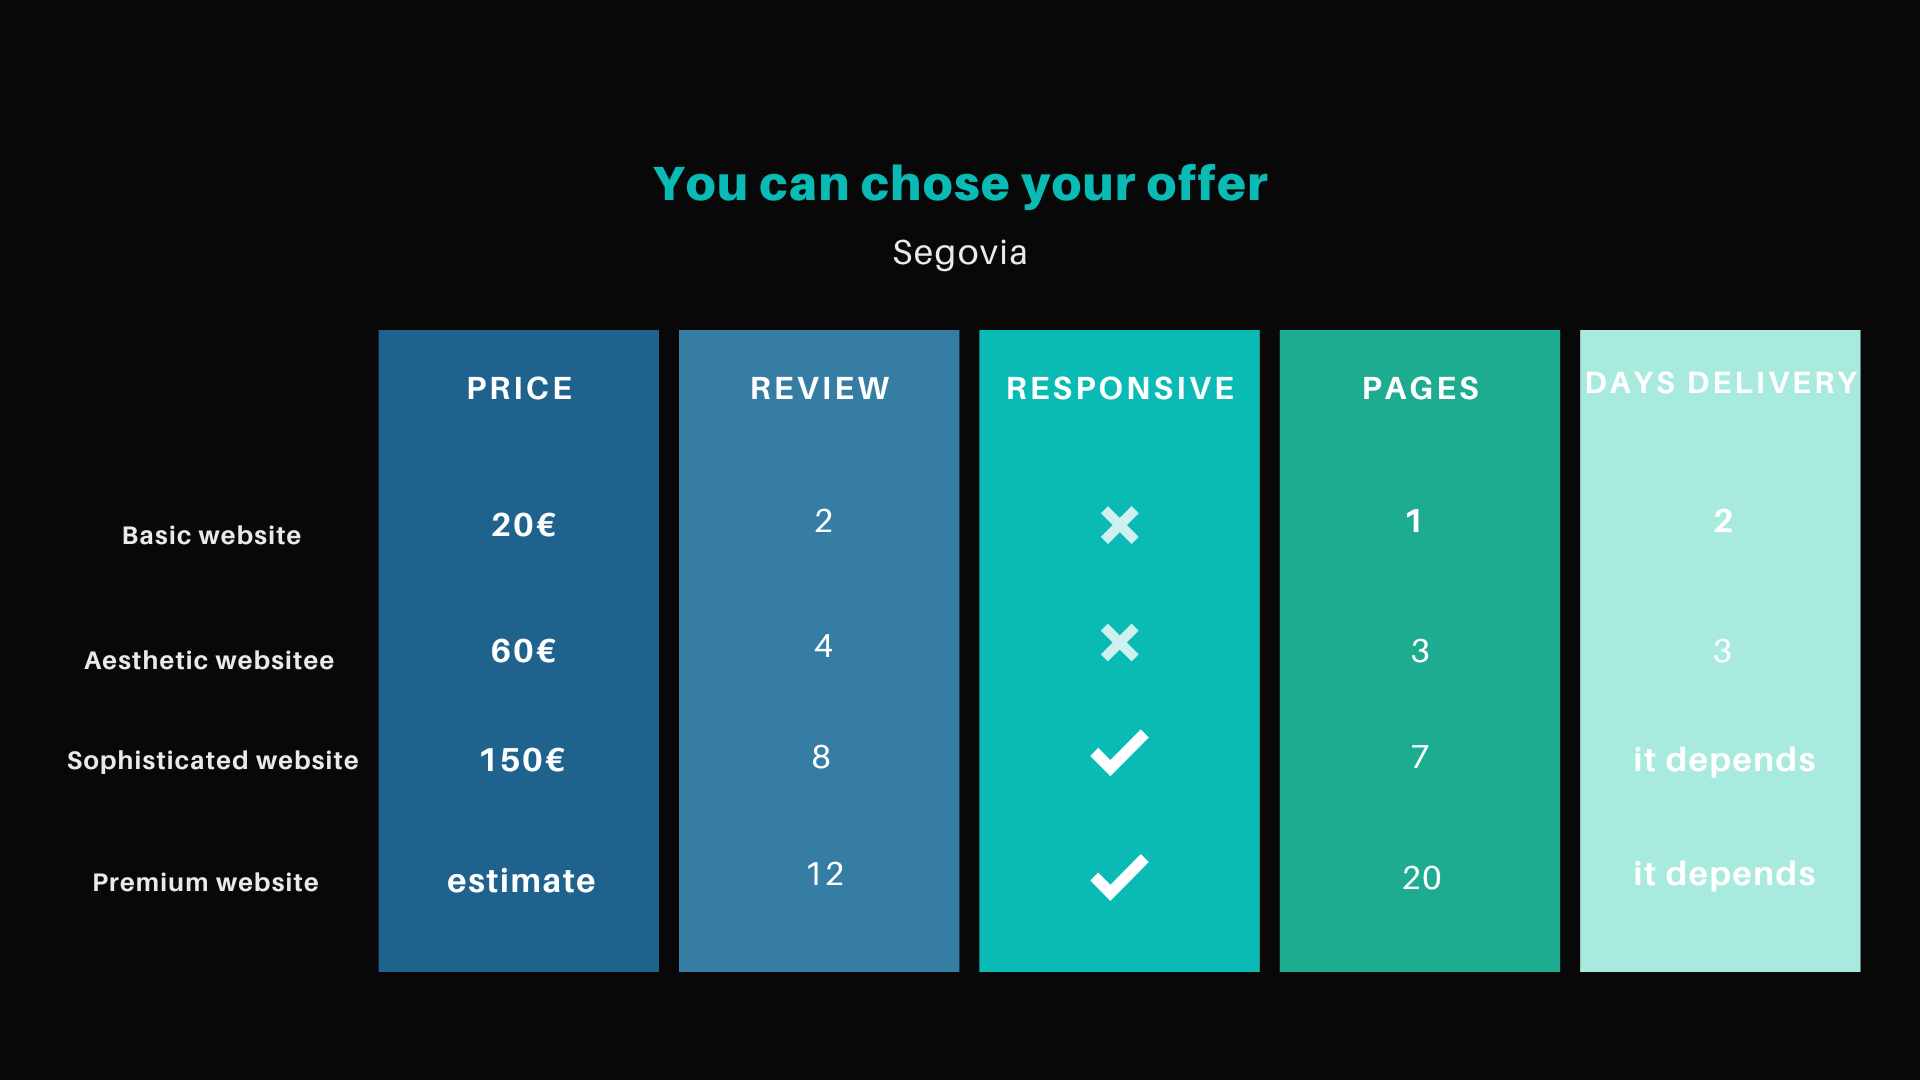 You can chose your offer
Segovia
PRICE REVIEW RESPONSIVE PAGES DAYS DELIVERY
Basic website 20€ 2 1 2
Aesthetic websitee 60€ 4 3 3
Sophisticated website 150€ 8 7 it depends
Premium website estimate 12 20 it depends